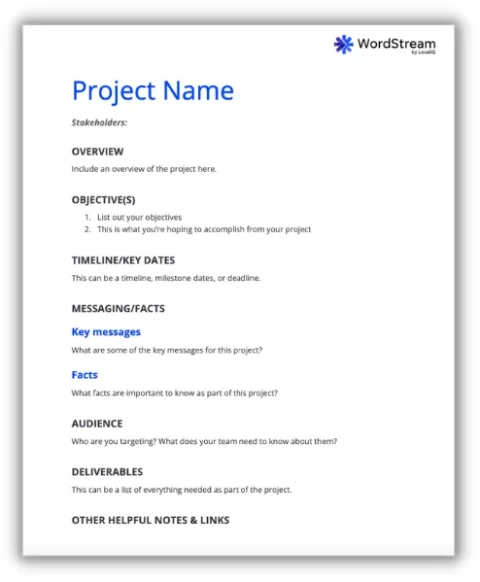 WordStream
by LocaliQ
Project Name
Stakeholders:
OVERVIEW
Include an overview of the project here.
OBJECTIVE(S)
1. List out your objectives
2. This is what you're hoping to accomplish from your project
TIMELINE/KEY DATES
This can be a timeline, milestone dates, or deadline.
MESSAGING/FACTS
Key messages
What are some of the key messages for this project?
Facts
What facts are important to know as part of this project?
AUDIENCE
Who are you targeting? What does your team need to know about them?
DELIVERABLES
This can be a list of everything needed as part of the project.
OTHER HELPFUL NOTES & LINKS